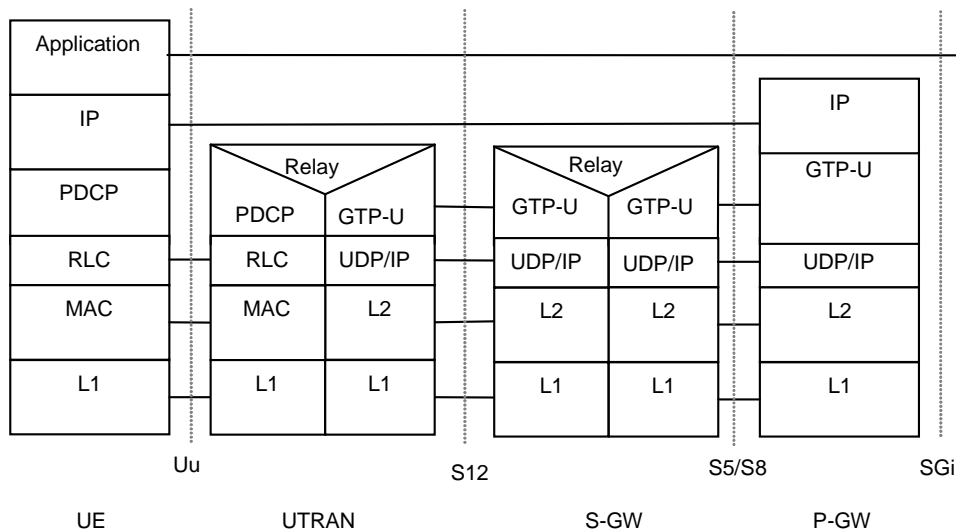 Application
IP
IP
Relay
Relay
PDCP
GTP-U
PDCP
GTP-U
GTP-U
GTP-U
RLC
RLC
UDP/IP
UDP/IP
UDP/IP
UDP/IP
MAC
MAC
L2
L2
L2
L2
L1
L1
L1
L1
L1
L1
Uu
S12
S5/S8
SGi
UE
UTRAN
S-GW
P-GW